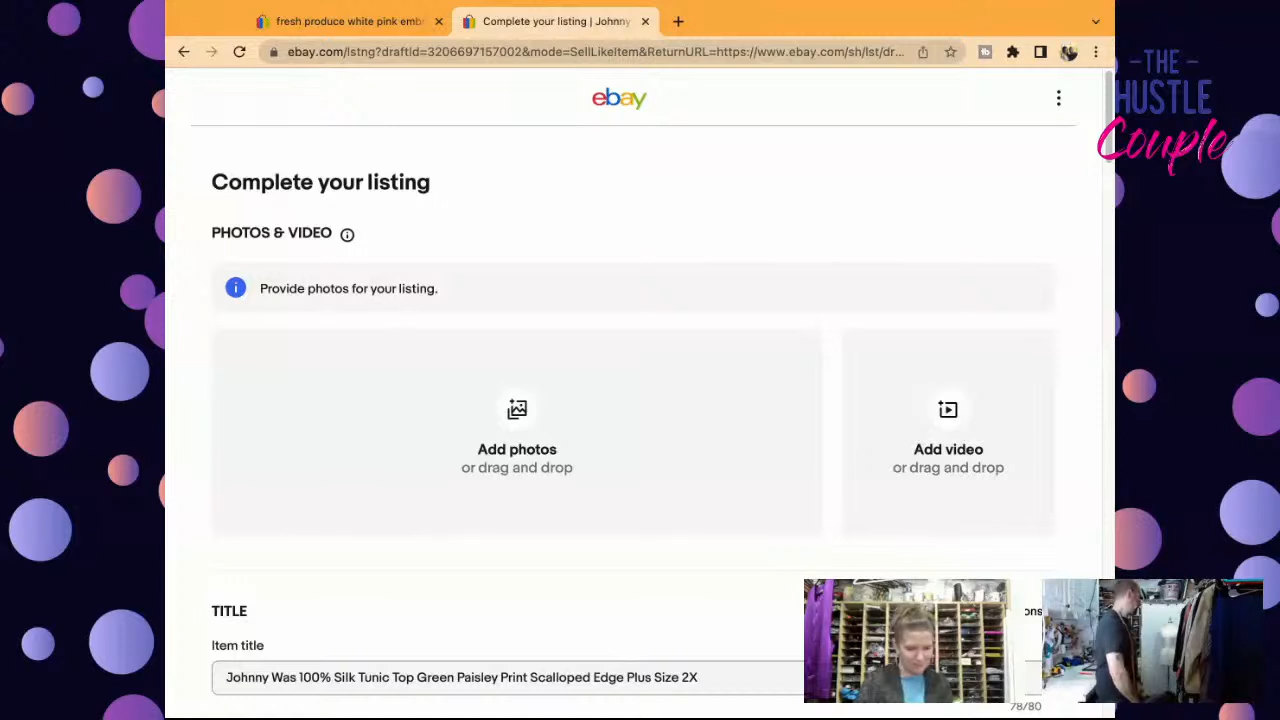 fresh produce white pink emb
Complete your listing | Johnny
ebay.com/lstng?draftId=3206697157002&mode=SellLikeItem&ReturnURL=https://www.ebay.com/sh/lst/dr...
-THE-
HUSTLE
Couple
ebay
Complete your listing
PHOTOS & VIDEO
Provide photos for your listing.
Add photos
or drag and drop
Add video
or drag and drop
TITLE
Item title
Johnny Was 100% Silk Tunic Top Green Paisley Print Scalloped Edge Plus Size 2X
78/80